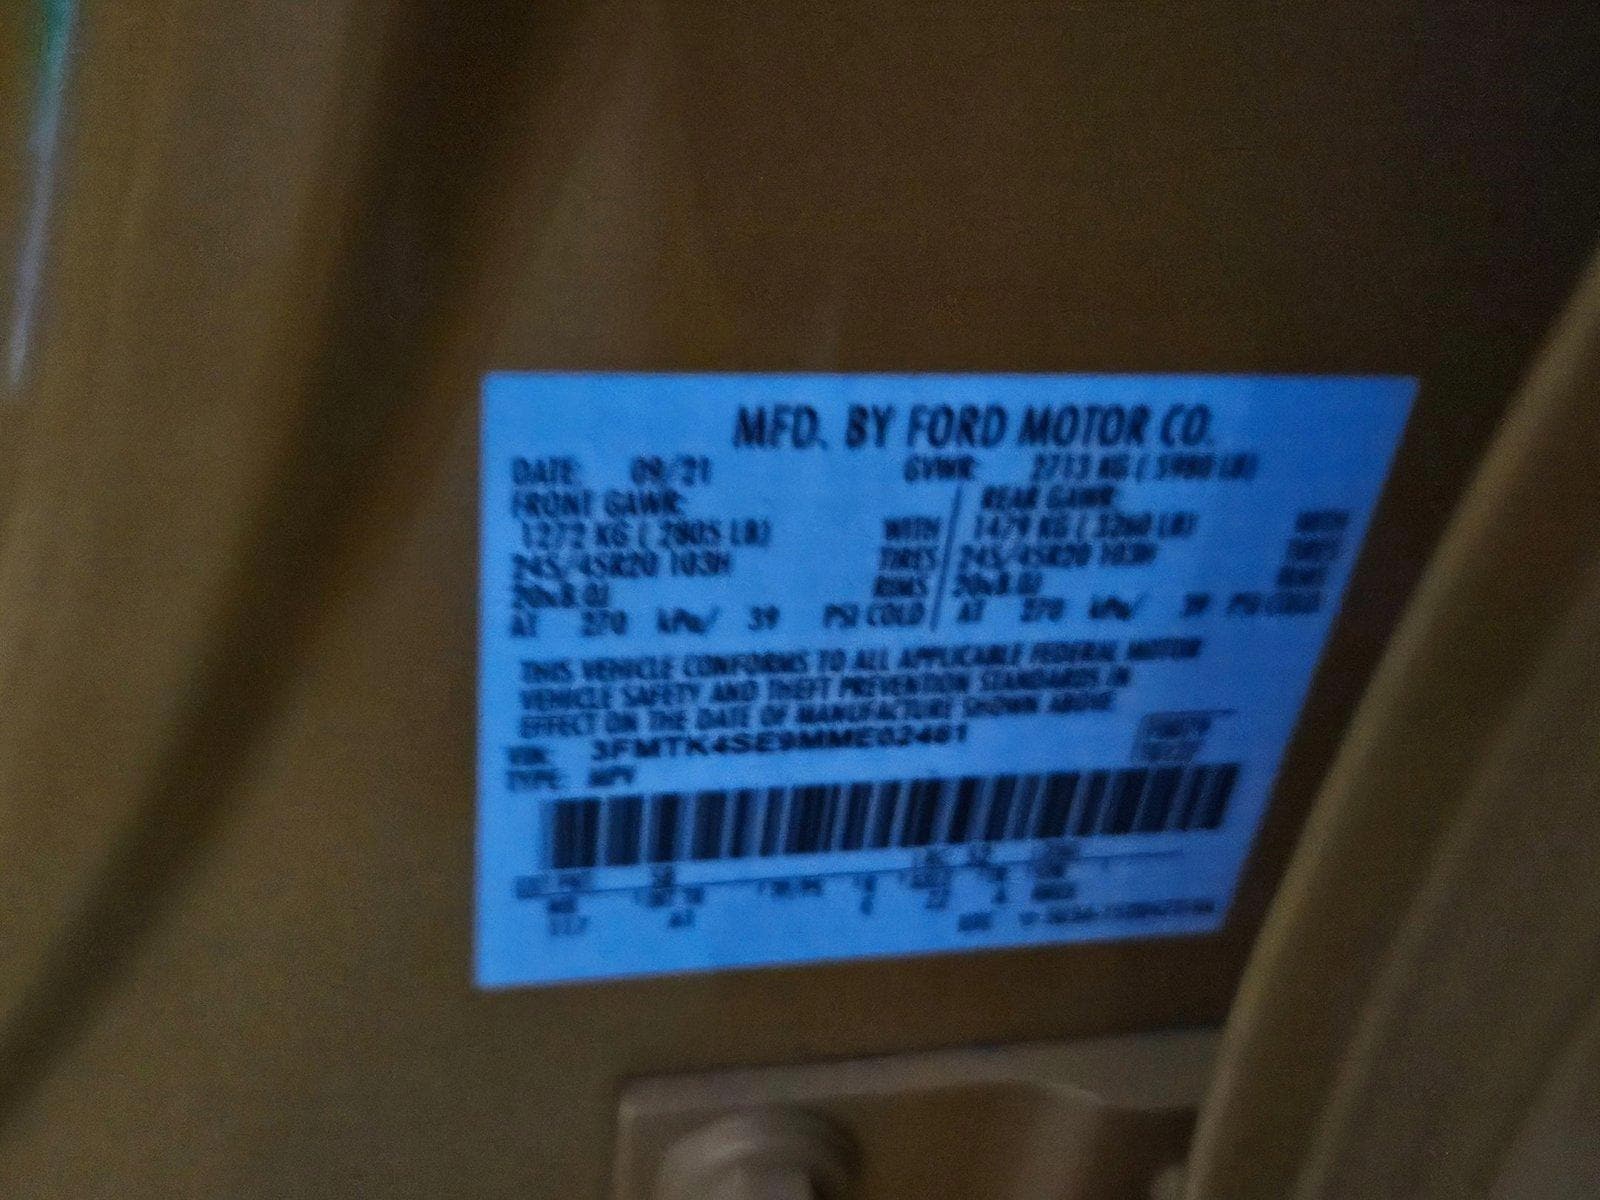 MFD. BY FORD MOTOR CO.
DATE: 09/21 GVWR: 2713 KG ( 5980 LB)
FRONT GAWR: REAR GAWR:
1272 KG ( 2805 LB) WITH 1479 KG ( 3260 LB) WITH
245/45R20 103H TIRES 245/45R20 103H TIRES
20x8.0J RIMS 20x8.0J RIMS
AT 270 kPa/ 39 PSI COLD AT 270 kPa/ 39 PSI COLD
THIS VEHICLE CONFORMS TO ALL APPLICABLE FEDERAL MOTOR
VEHICLE SAFETY AND THEFT PREVENTION STANDARDS IN
EFFECT ON THE DATE OF MANUFACTURE SHOWN ABOVE
VIN: 3FMTK4SE9MME02461
TYPE: MPV